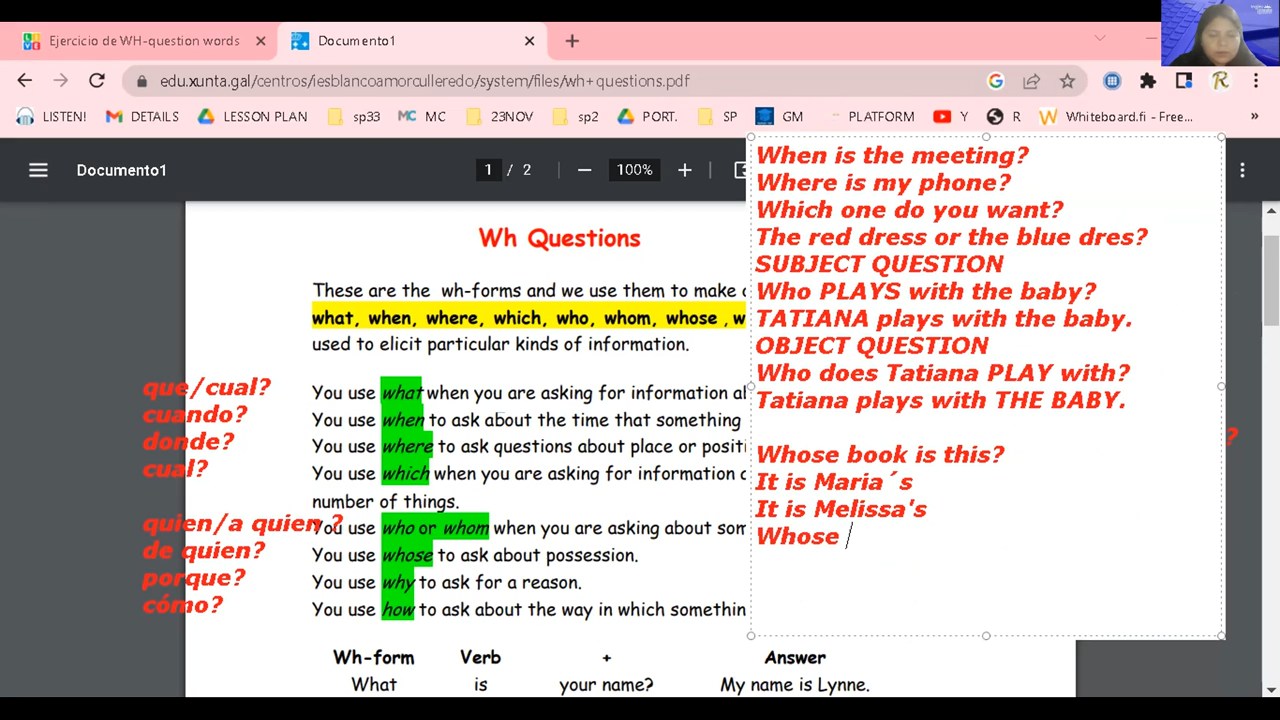 Ejercicio de WH-question words
Documento1
edu.xunta.gal/centros/iesblancoamorculleredo/system/files/wh+questions.pdf
LISTEN!
DETAILS
LESSON PLAN
sp33
MC
MC
23NOV
sp2
PORT.
SP
GM
PLATFORM
Y
R
Whiteboard.fi - Free...
»
Documento1
1 / 2
100%
Wh Questions
These are the wh-forms and we use them to make
what, when, where, which, who, whom, whose , w
used to elicit particular kinds of information.
que/cual?
cuando?
donde?
cual?
quien/a quien ?
de quien?
porque?
cómo?
You use what when you are asking for information
You use when to ask about the time that something
You use where to ask questions about place or
You use which when you are asking for information
number of things.
You use who or whom when you are asking about
You use whose to ask about possession.
You use why to ask for a reason.
You use how to ask about the way in which
Wh-form Verb + Answer
What is your name? My name is Lynne.
When is the meeting?
Where is my phone?
Which one do you want?
The red dress or the blue dres?
SUBJECT QUESTION
Who PLAYS with the baby?
TATIANA plays with the baby.
OBJECT QUESTION
Who does Tatiana PLAY with?
Tatiana plays with THE BABY.
Whose book is this?
It is Maria´s
It is Melissa's
Whose
?